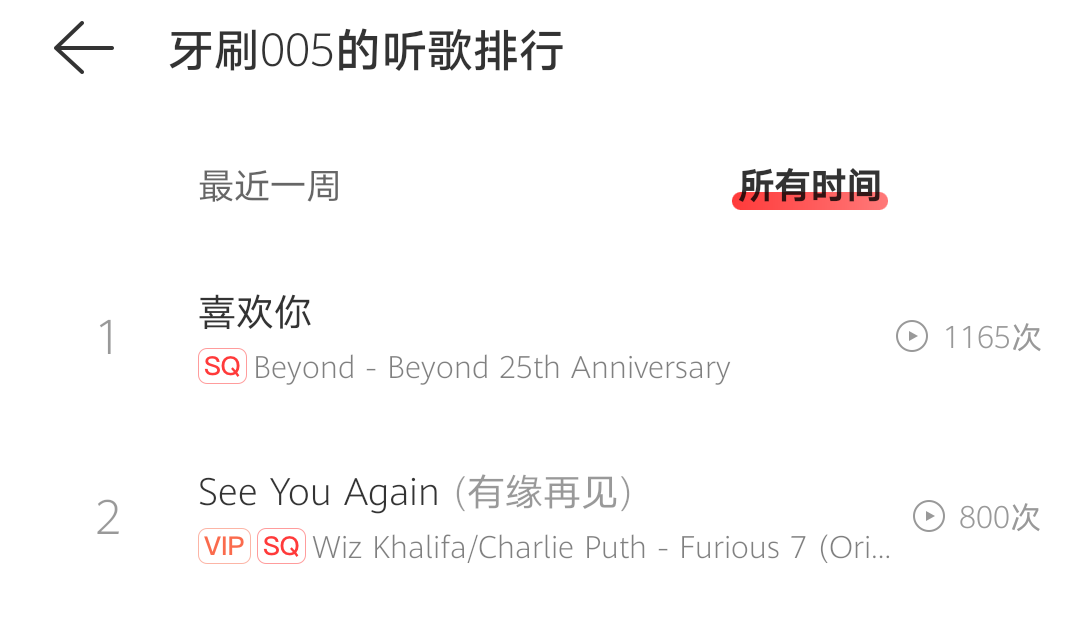 牙刷005的听歌排行
最近一周
所有时间
1
喜欢你
SQ Beyond - Beyond 25th Anniversary
1165次
2
See You Again (有缘再见)
VIP SQ Wiz Khalifa/Charlie Puth - Furious 7 (Ori...
800次